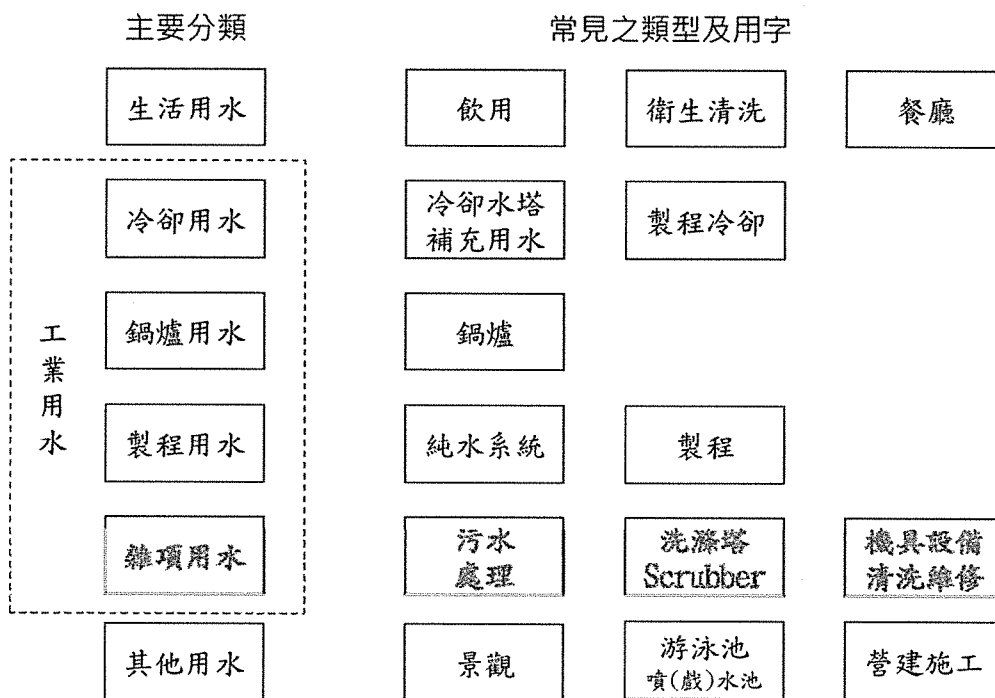 主要分類
常見之類型及用字
生活用水
飲用
衛生清洗
餐廳
工業用水
冷卻用水
冷卻水塔
補充用水
製程冷卻
鍋爐用水
鍋爐
製程用水
純水系統
製程
雜項用水
污水
處理
洗滌塔
Scrubber
機具設備
清洗維修
其他用水
景觀
游泳池
噴(戲)水池
營建施工